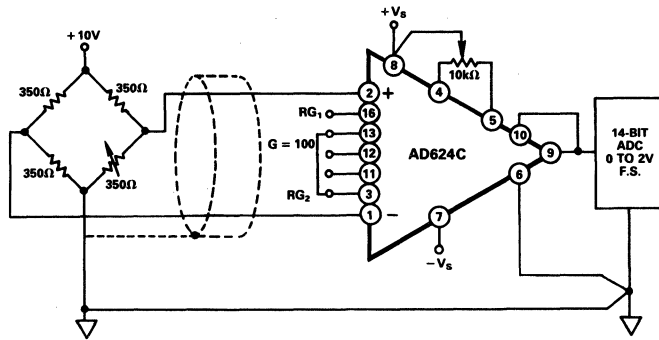 +10V
350Ω
350Ω
350Ω
350Ω
+VS
8
10kΩ
2
+
4
RG1
16
5
13
10
G = 100
12
AD624C
9
11
6
RG2
3
1
–
7
–VS
14-BIT
ADC
0 TO 2V
F.S.